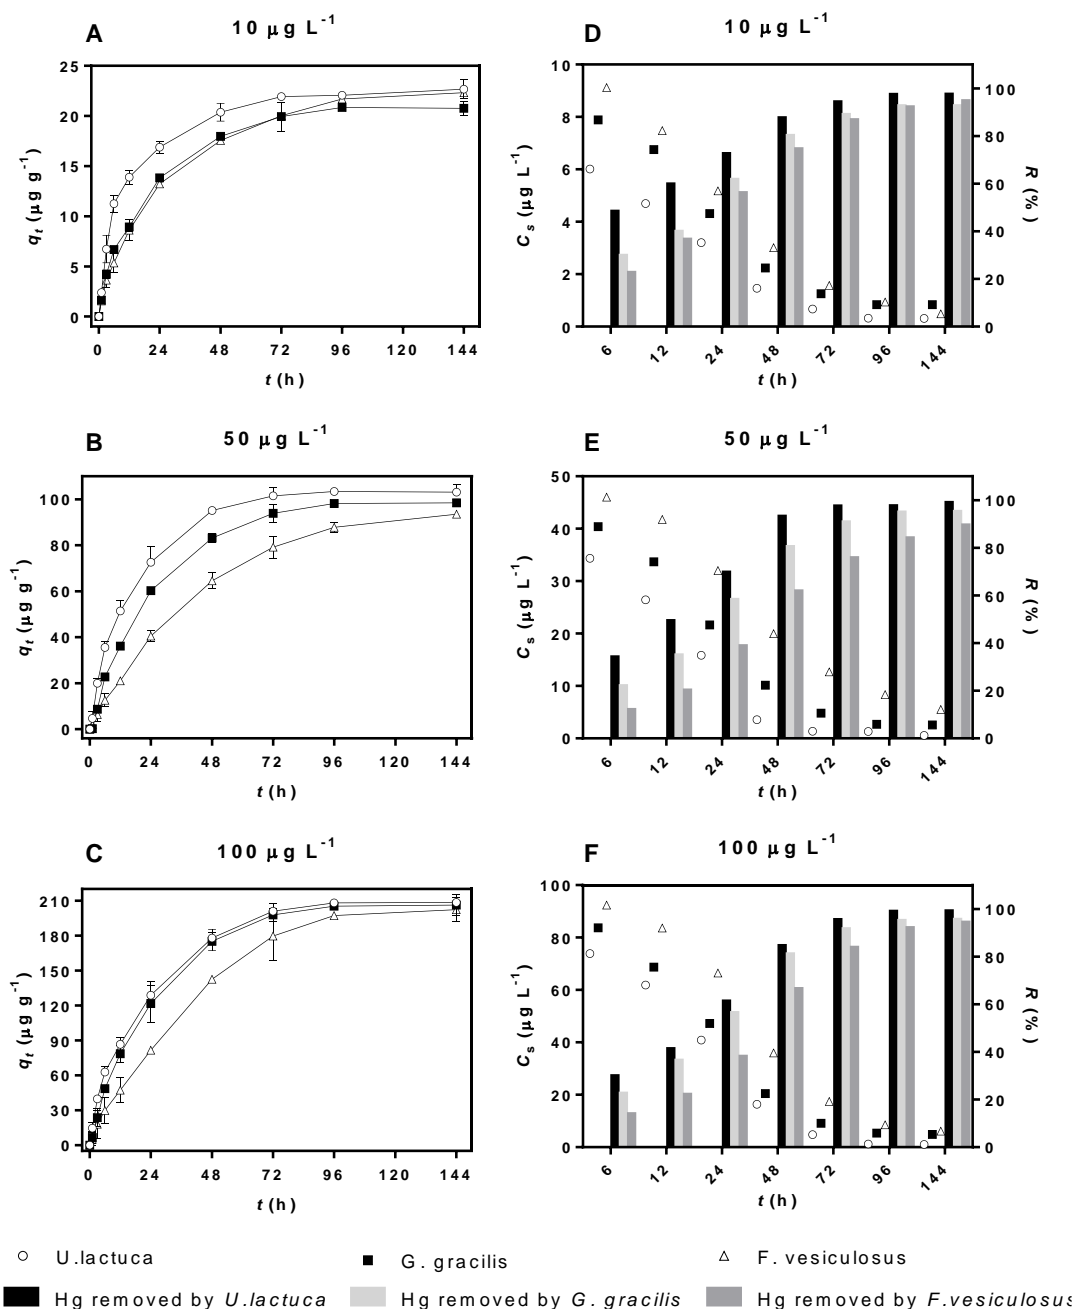 A
10 μg L-1
25
20
15
10
5
0
qt (μg g-1)
0 24 48 72 96 120 144
t (h)
D
10 μg L-1
10
8
6
4
2
0
Cs (μg L-1)
100
80
60
40
20
0
R (%)
6 12 24 48 72 96 144
t (h)
B
50 μg L-1
100
80
60
40
20
0
qt (μg g-1)
0 24 48 72 96 120 144
t (h)
E
50 μg L-1
50
40
30
20
10
0
Cs (μg L-1)
100
80
60
40
20
0
R (%)
6 12 24 48 72 96 144
t (h)
C
100 μg L-1
210
180
150
120
90
60
30
0
qt (μg g-1)
0 24 48 72 96 120 144
t (h)
F
100 μg L-1
100
80
60
40
20
0
Cs (μg L-1)
100
80
60
40
20
0
R (%)
6 12 24 48 72 96 144
t (h)
U.lactuca
G. gracilis
F. vesiculosus
Hg removed by U.lactuca
Hg removed by G. gracilis
Hg removed by F.vesiculosus